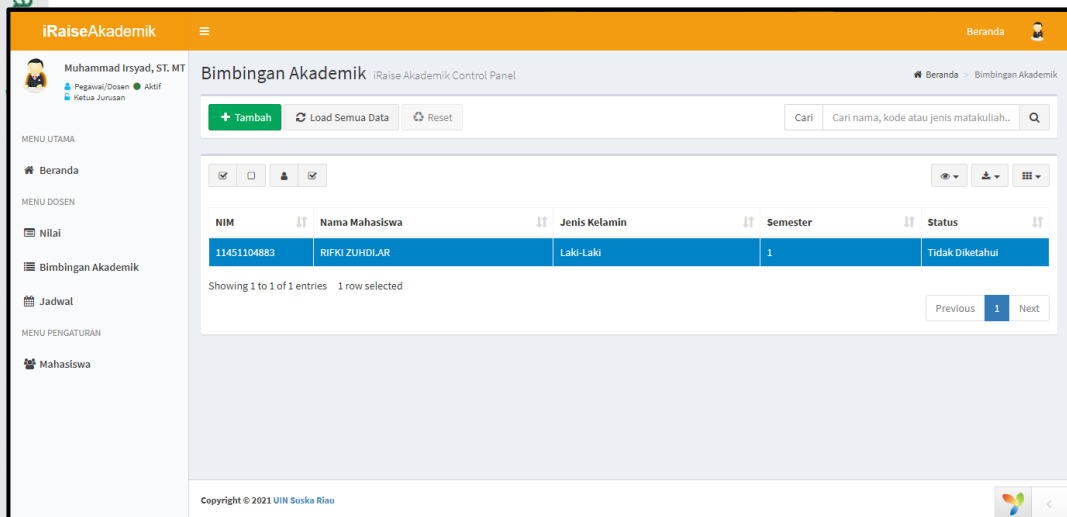 iRaiseAkademik
Beranda
Muhammad Irsyad, ST. MT
Pegawai/Dosen Aktif
Ketua Jurusan
MENU UTAMA
Beranda
MENU DOSEN
Nilai
Bimbingan Akademik
Jadwal
MENU PENGATURAN
Mahasiswa
Bimbingan Akademik iRaise Akademik Control Panel
Beranda > Bimbingan Akademik
Tambah Load Semua Data Reset
Cari Cari nama, kode atau jenis matakuliah..
NIM Nama Mahasiswa Jenis Kelamin Semester Status
11451104883 RIFKI ZUHDI.AR Laki-Laki 1 Tidak Diketahui
Showing 1 to 1 of 1 entries 1 row selected
Previous 1 Next
Copyright © 2021 UIN Suska Riau